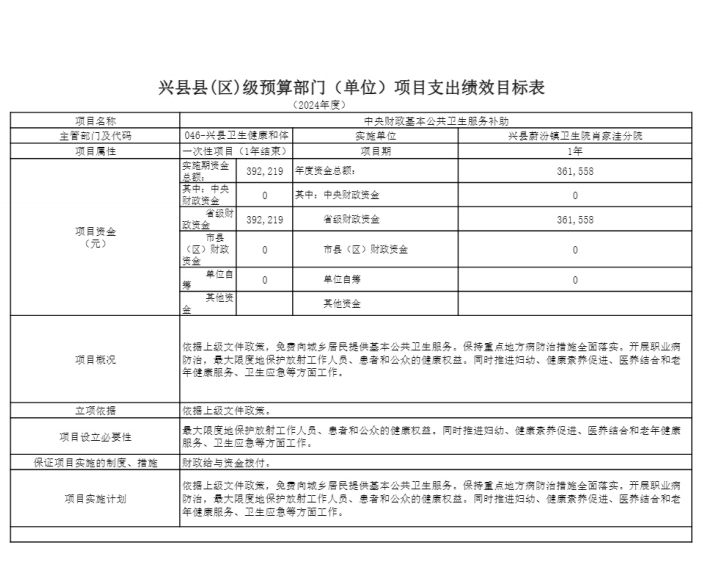 兴县县(区)级预算部门（单位）项目支出绩效目标表
（2024年度）
项目名称 中央财政基本公共卫生服务补助
主管部门及代码 046-兴县卫生健康和体 实施单位 兴县蔚汾镇卫生院肖家洼分院
项目属性 一次性项目（1年结束） 项目期 1年
项目资金
（元）
实施期资金
总额： 392,219 年度资金总额： 361,558
其中：中央
财政资金 0 其中：中央财政资金 0
省级财
政资金 392,219 省级财政资金 361,558
市县
（区）财政
资金 0 市县（区）财政资金 0
单位自
筹 0 单位自筹 0
其他资
金 其他资金
项目概况
依据上级文件政策，免费向城乡居民提供基本公共卫生服务。保持重点地方病防治措施全面落实。开展职业病
防治，最大限度地保护放射工作人员、患者和公众的健康权益。同时推进妇幼、健康素养促进、医养结合和老
年健康服务、卫生应急等方面工作。
立项依据 依据上级文件政策。
项目设立必要性
最大限度地保护放射工作人员、患者和公众的健康权益。同时推进妇幼、健康素养促进、医养结合和老年健康
服务、卫生应急等方面工作。
保证项目实施的制度、措施 财政给与资金拨付。
项目实施计划
依据上级文件政策，免费向城乡居民提供基本公共卫生服务。保持重点地方病防治措施全面落实。开展职业病
防治，最大限度地保护放射工作人员、患者和公众的健康权益。同时推进妇幼、健康素养促进、医养结合和老
年健康服务、卫生应急等方面工作。